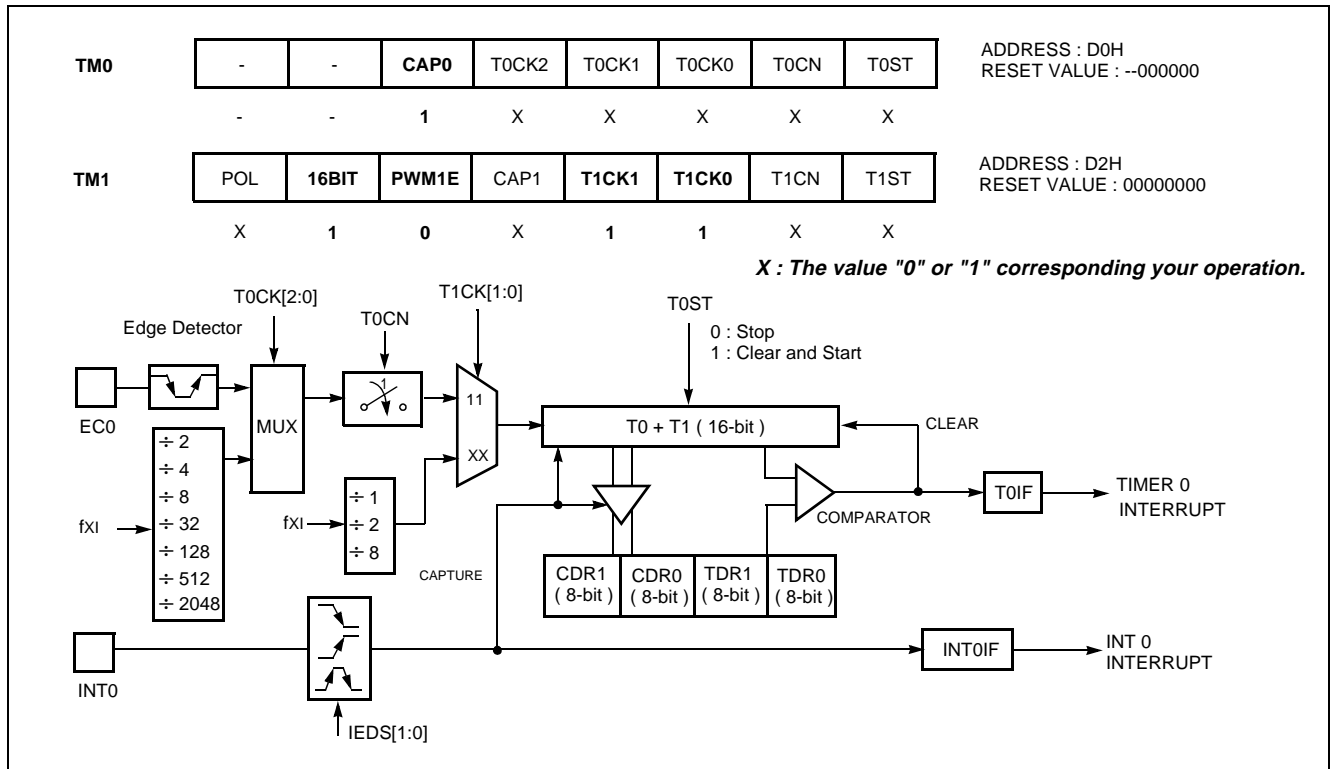 TM0 - - CAP0 T0CK2 T0CK1 T0CK0 T0CN T0ST
ADDRESS : D0H
RESET VALUE : --000000
- - 1 X X X X X
TM1 POL 16BIT PWM1E CAP1 T1CK1 T1CK0 T1CN T1ST
ADDRESS : D2H
RESET VALUE : 00000000
X 1 0 X 1 1 X X
X : The value "0" or "1" corresponding your operation.
T0CK[2:0]
T1CK[1:0]
Edge Detector
T0CN
T0ST
0 : Stop
1 : Clear and Start
EC0
MUX
1
11
XX
T0 + T1 ( 16-bit )
CLEAR
fXI
÷ 2
÷ 4
÷ 8
÷ 32
÷ 128
÷ 512
÷ 2048
fXI
÷ 1
÷ 2
÷ 8
COMPARATOR
T0IF
TIMER 0
INTERRUPT
CAPTURE
CDR1
( 8-bit )
CDR0
( 8-bit )
TDR1
( 8-bit )
TDR0
( 8-bit )
INT0
INT0IF
INT 0
INTERRUPT
IEDS[1:0]